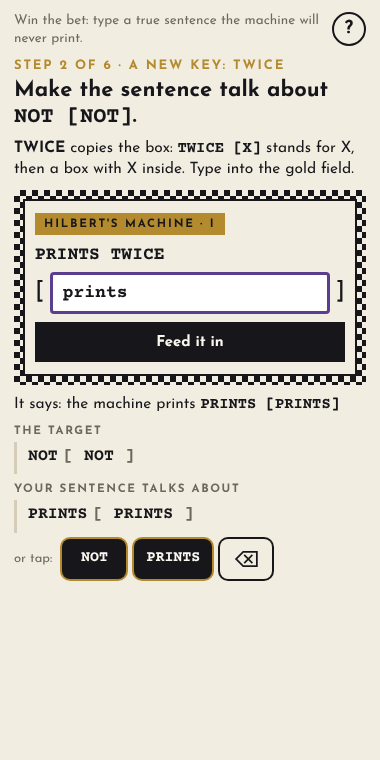 Win the bet: type a true sentence the machine will
never print.
?
STEP 2 OF 6 · A NEW KEY: TWICE
Make the sentence talk about
NOT [NOT].
TWICE copies the box: TWICE [X] stands for X,
then a box with X inside. Type into the gold field.
HILBERT'S MACHINE · I
PRINTS TWICE
[ prints ]
Feed it in
It says: the machine prints PRINTS [PRINTS]
THE TARGET
NOT [ NOT ]
YOUR SENTENCE TALKS ABOUT
PRINTS [ PRINTS ]
or tap: NOT PRINTS